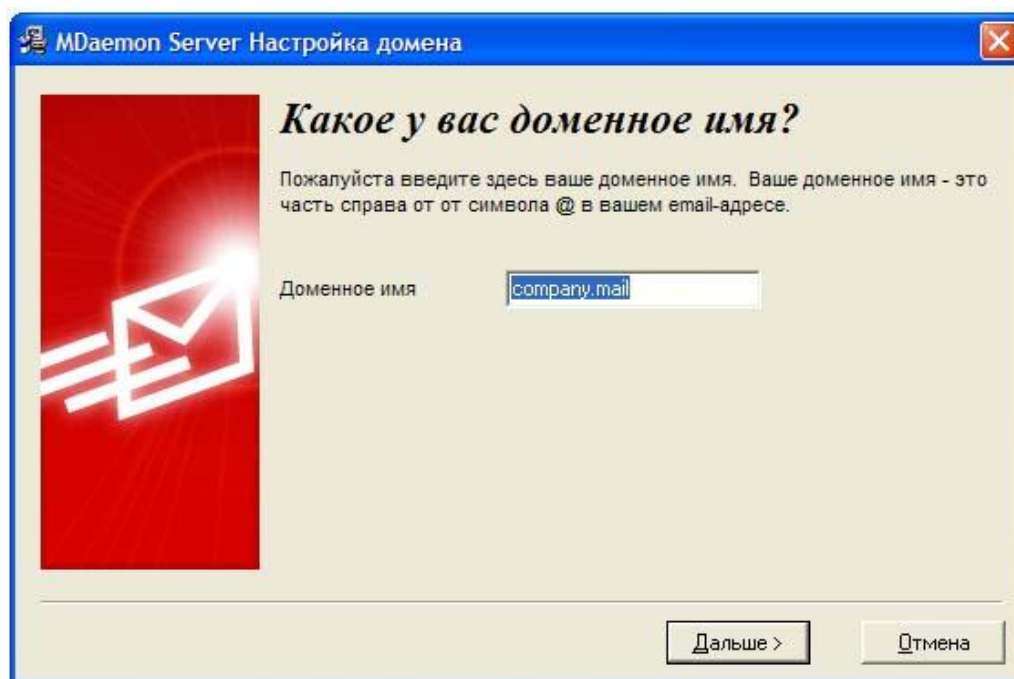 MDaemon Server Настройка домена
Какое у вас доменное имя?
Пожалуйста введите здесь ваше доменное имя. Ваше доменное имя - это
часть справа от от символа @ в вашем email-адресе.
Доменное имя company.mail
Дальше > Отмена